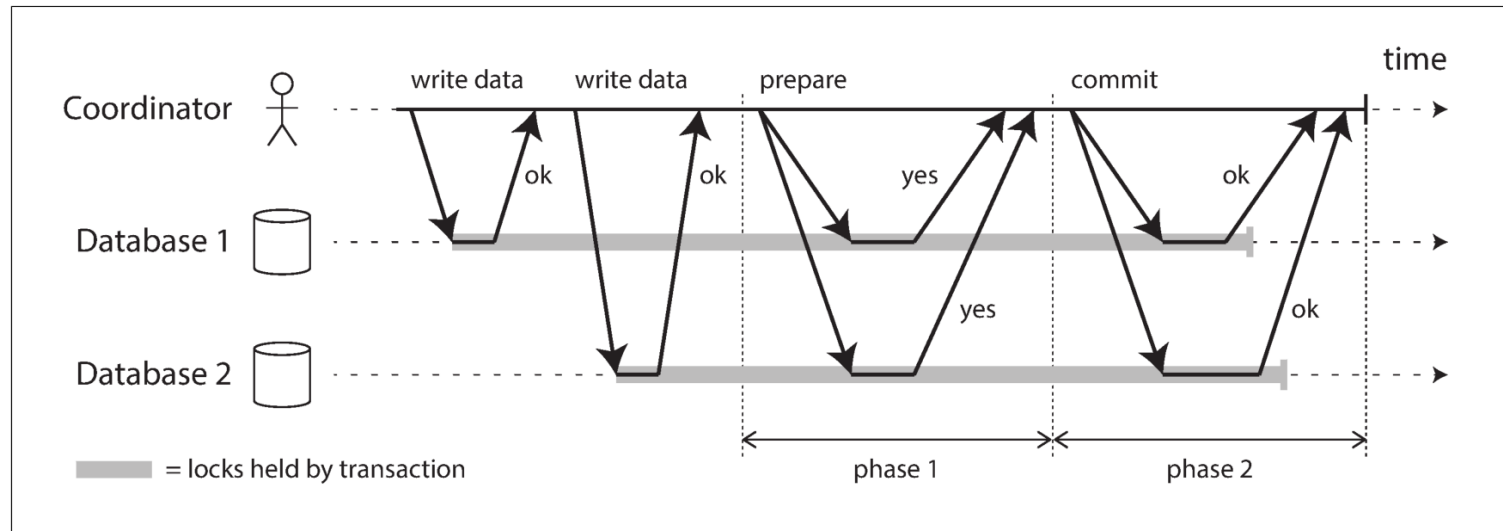 time
write data write data prepare commit
Coordinator
ok ok yes ok
Database 1
yes ok
Database 2
= locks held by transaction
phase 1 phase 2